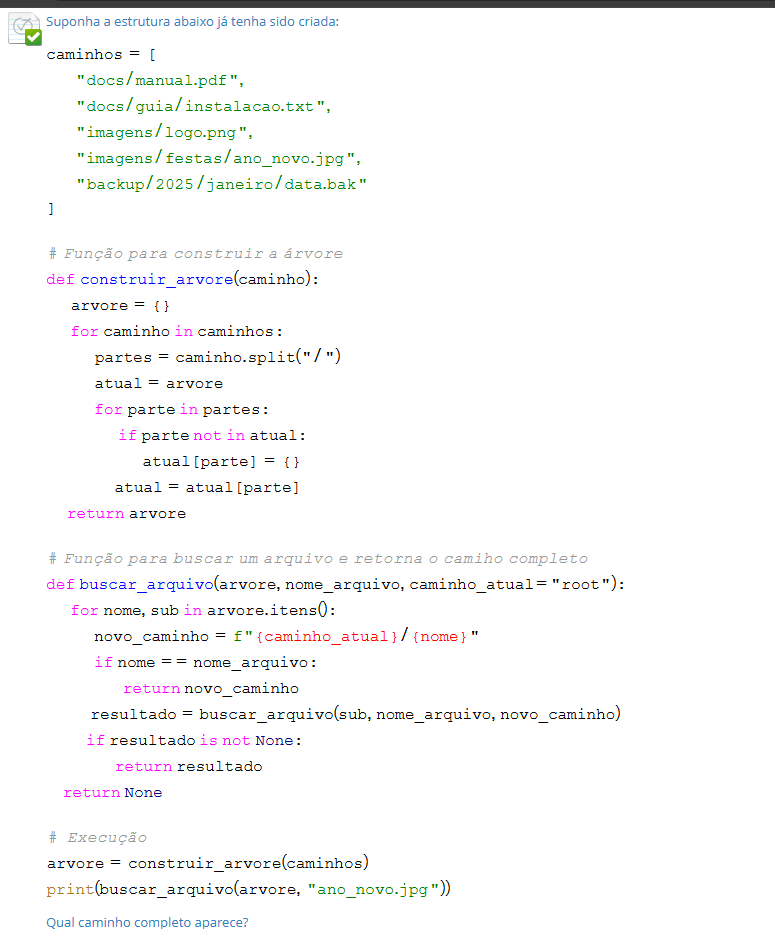 Suponha a estrutura abaixo já tenha sido criada:
caminhos = [
"docs/manual.pdf",
"docs/guia/instalacao.txt",
"imagens/logo.png",
"imagens/festas/ano_novo.jpg",
"backup/2025/janeiro/data.bak"
]
# Função para construir a árvore
def construir_arvore(caminho):
arvore = {}
for caminho in caminhos:
partes = caminho.split("/")
atual = arvore
for parte in partes:
if parte not in atual:
atual[parte] = {}
atual = atual[parte]
return arvore
# Função para buscar um arquivo e retorna o camiho completo
def buscar_arquivo(arvore, nome_arquivo, caminho_atual="root"):
for nome, sub in arvore.itens():
novo_caminho = f"{caminho_atual}/{nome}"
if nome == nome_arquivo:
return novo_caminho
resultado = buscar_arquivo(sub, nome_arquivo, novo_caminho)
if resultado is not None:
return resultado
return None
# Execução
arvore = construir_arvore(caminhos)
print(buscar_arquivo(arvore, "ano_novo.jpg"))
Qual caminho completo aparece?